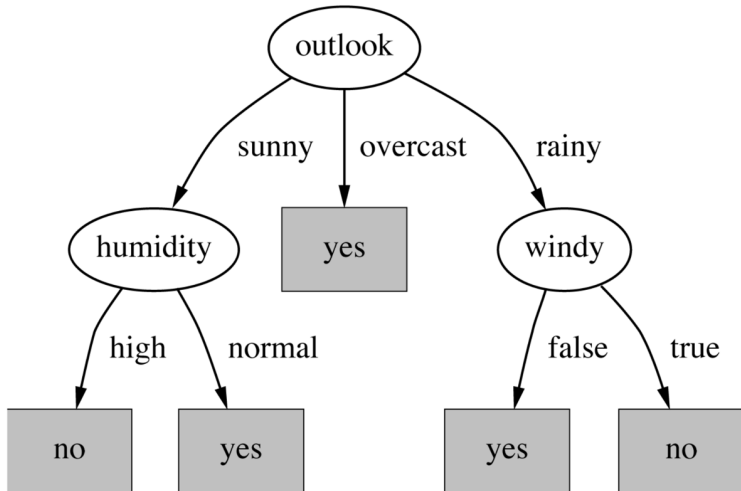 outlook
sunny overcast rainy
humidity yes windy
high normal false true
no yes yes no